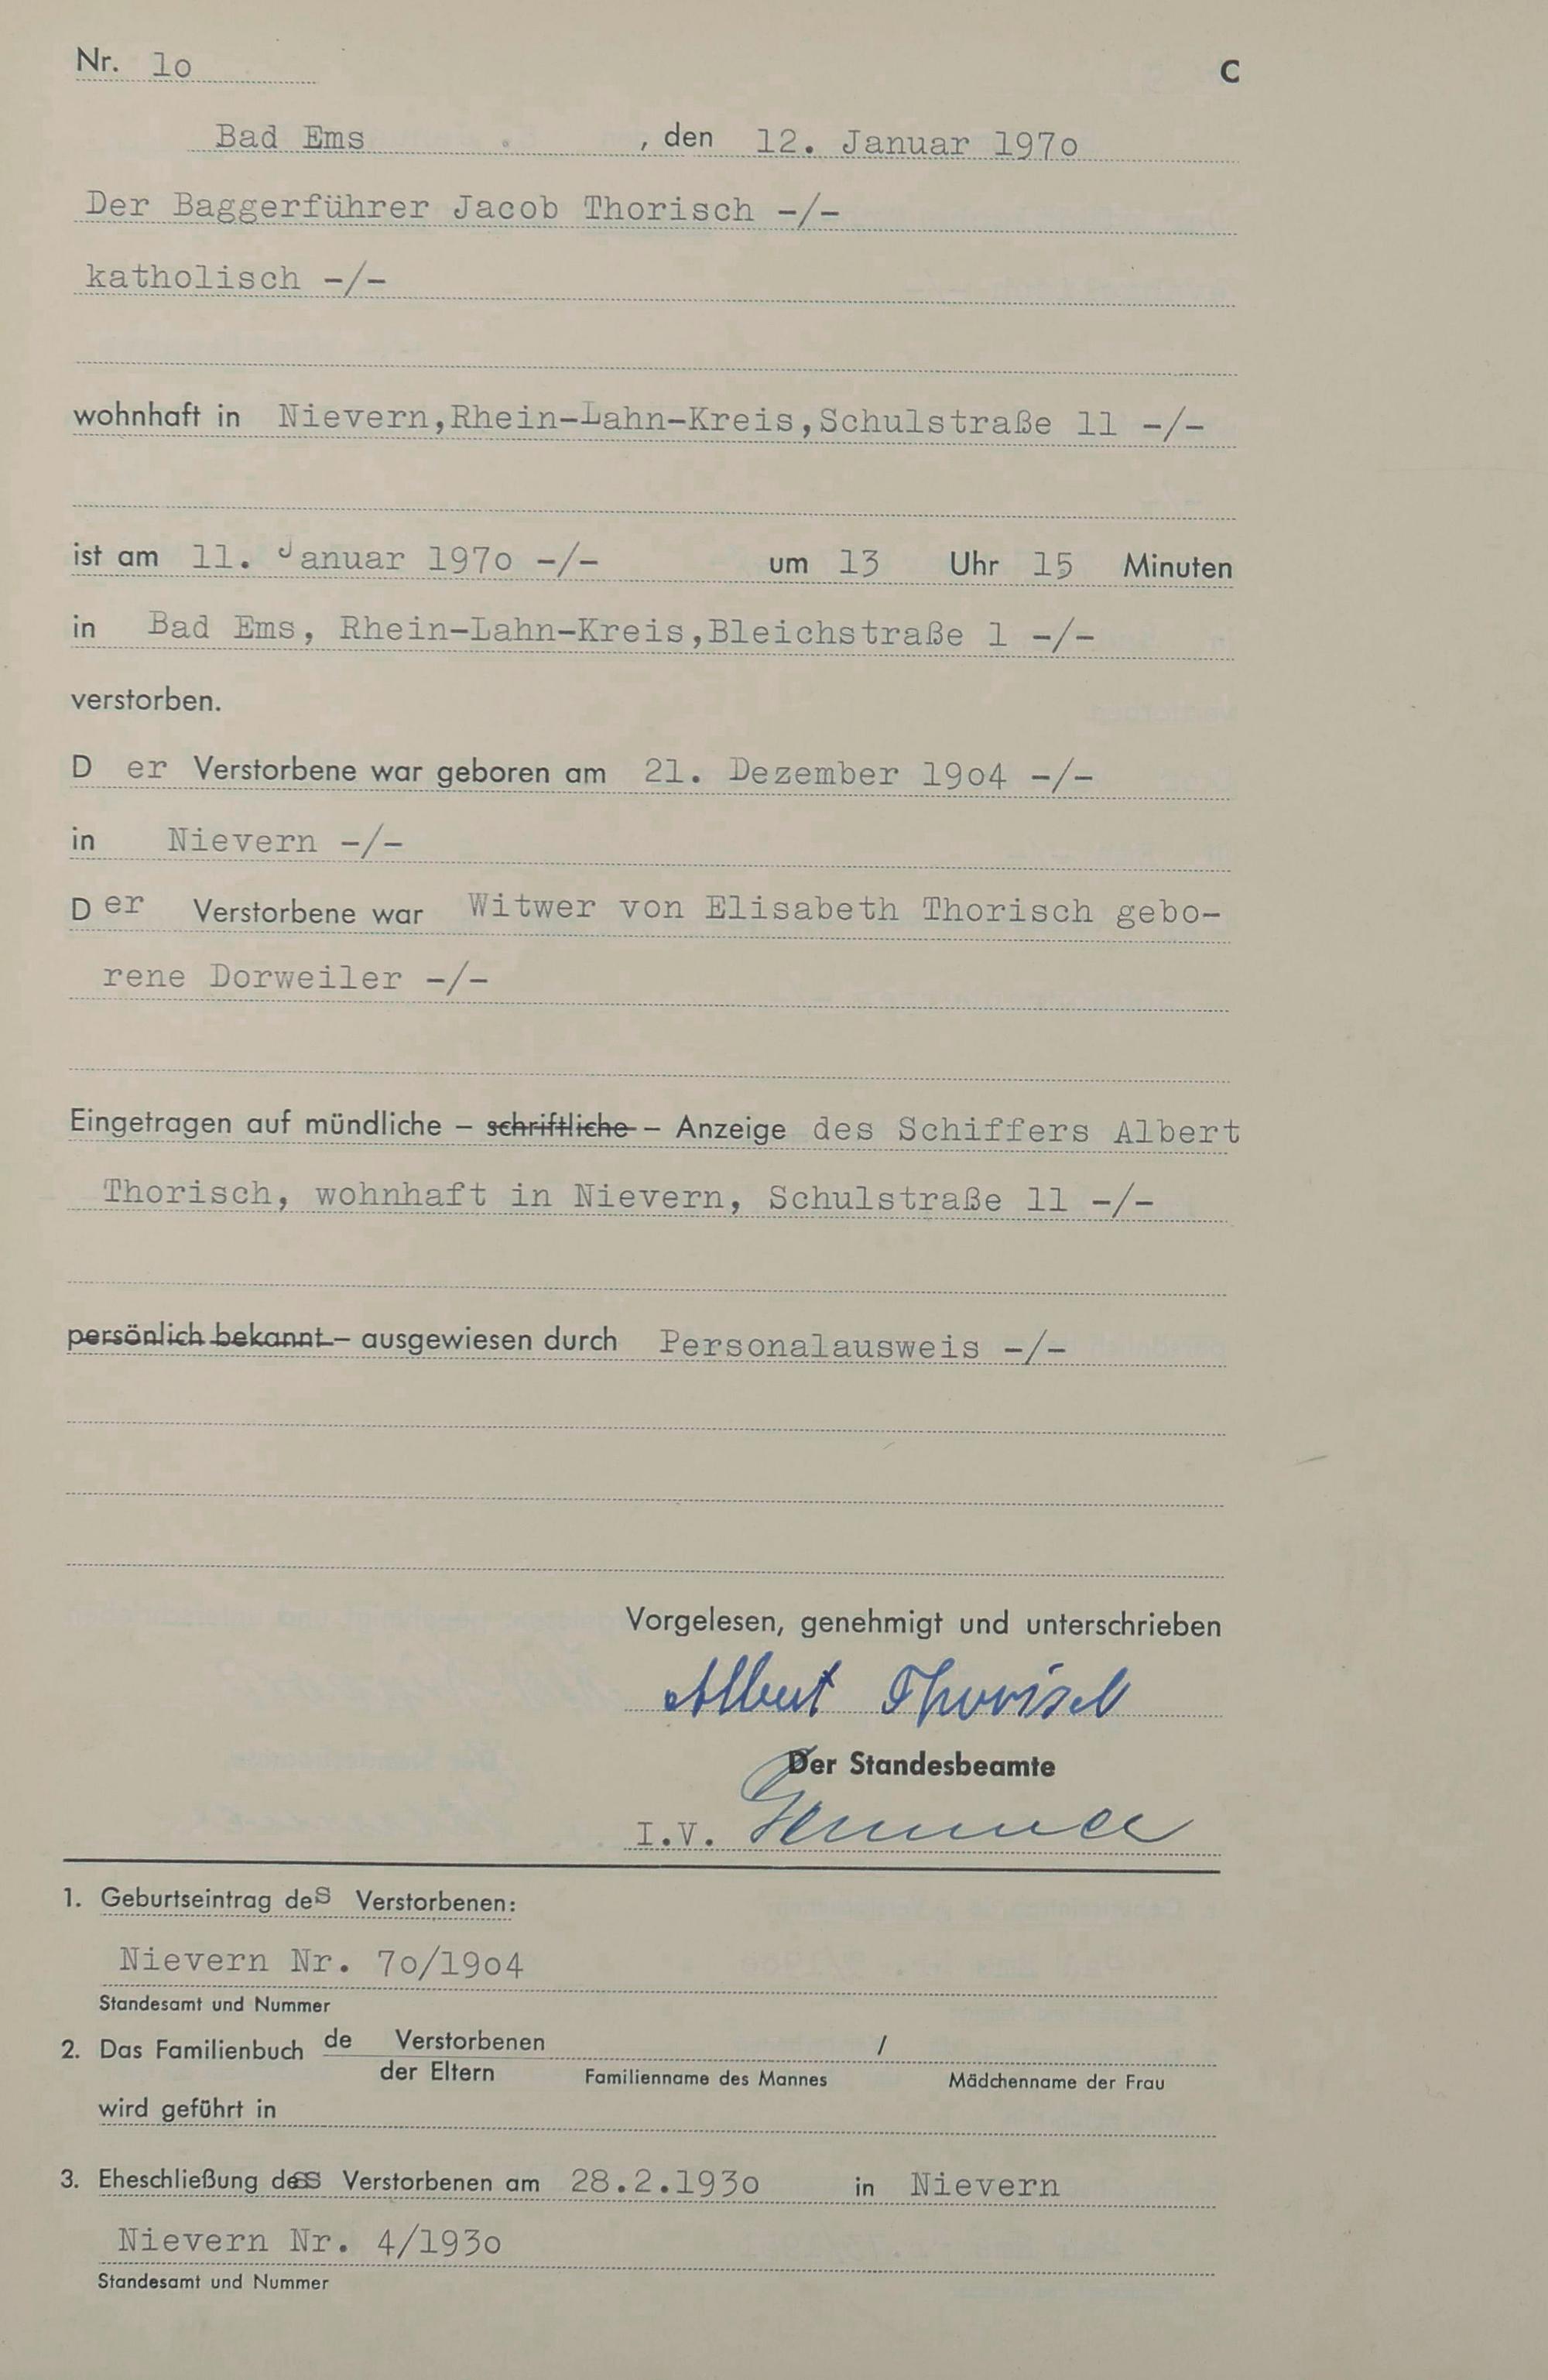 Nr. 1o C
Bad Ems , den 12. Januar 197o
Der Baggerführer Jacob Thorisch -/-
katholisch -/-
wohnhaft in Nievern,Rhein-Lahn-Kreis,Schulstraße 11 -/-
ist am 11. Januar 197o -/- um 13 Uhr 15 Minuten
in Bad Ems, Rhein-Lahn-Kreis,Bleichstraße 1 -/-
verstorben.
D er Verstorbene war geboren am 21. Dezember 19o4 -/-
in Nievern -/-
D er Verstorbene war Witwer von Elisabeth Thorisch gebo-
rene Dorweiler -/-
Eingetragen auf mündliche – schriftliche – Anzeige des Schiffers Albert
Thorisch, wohnhaft in Nievern, Schulstraße 11 -/-
persönlich bekannt – ausgewiesen durch Personalausweis -/-
Vorgelesen, genehmigt und unterschrieben
Albert Thorisch
Der Standesbeamte
I.V.
1. Geburtseintrag des Verstorbenen:
Nievern Nr. 7o/19o4
Standesamt und Nummer
2. Das Familienbuch de Verstorbenen /
der Eltern Familienname des Mannes Mädchenname der Frau
wird geführt in
3. Eheschließung des Verstorbenen am 28.2.193o in Nievern
Nievern Nr. 4/193o
Standesamt und Nummer